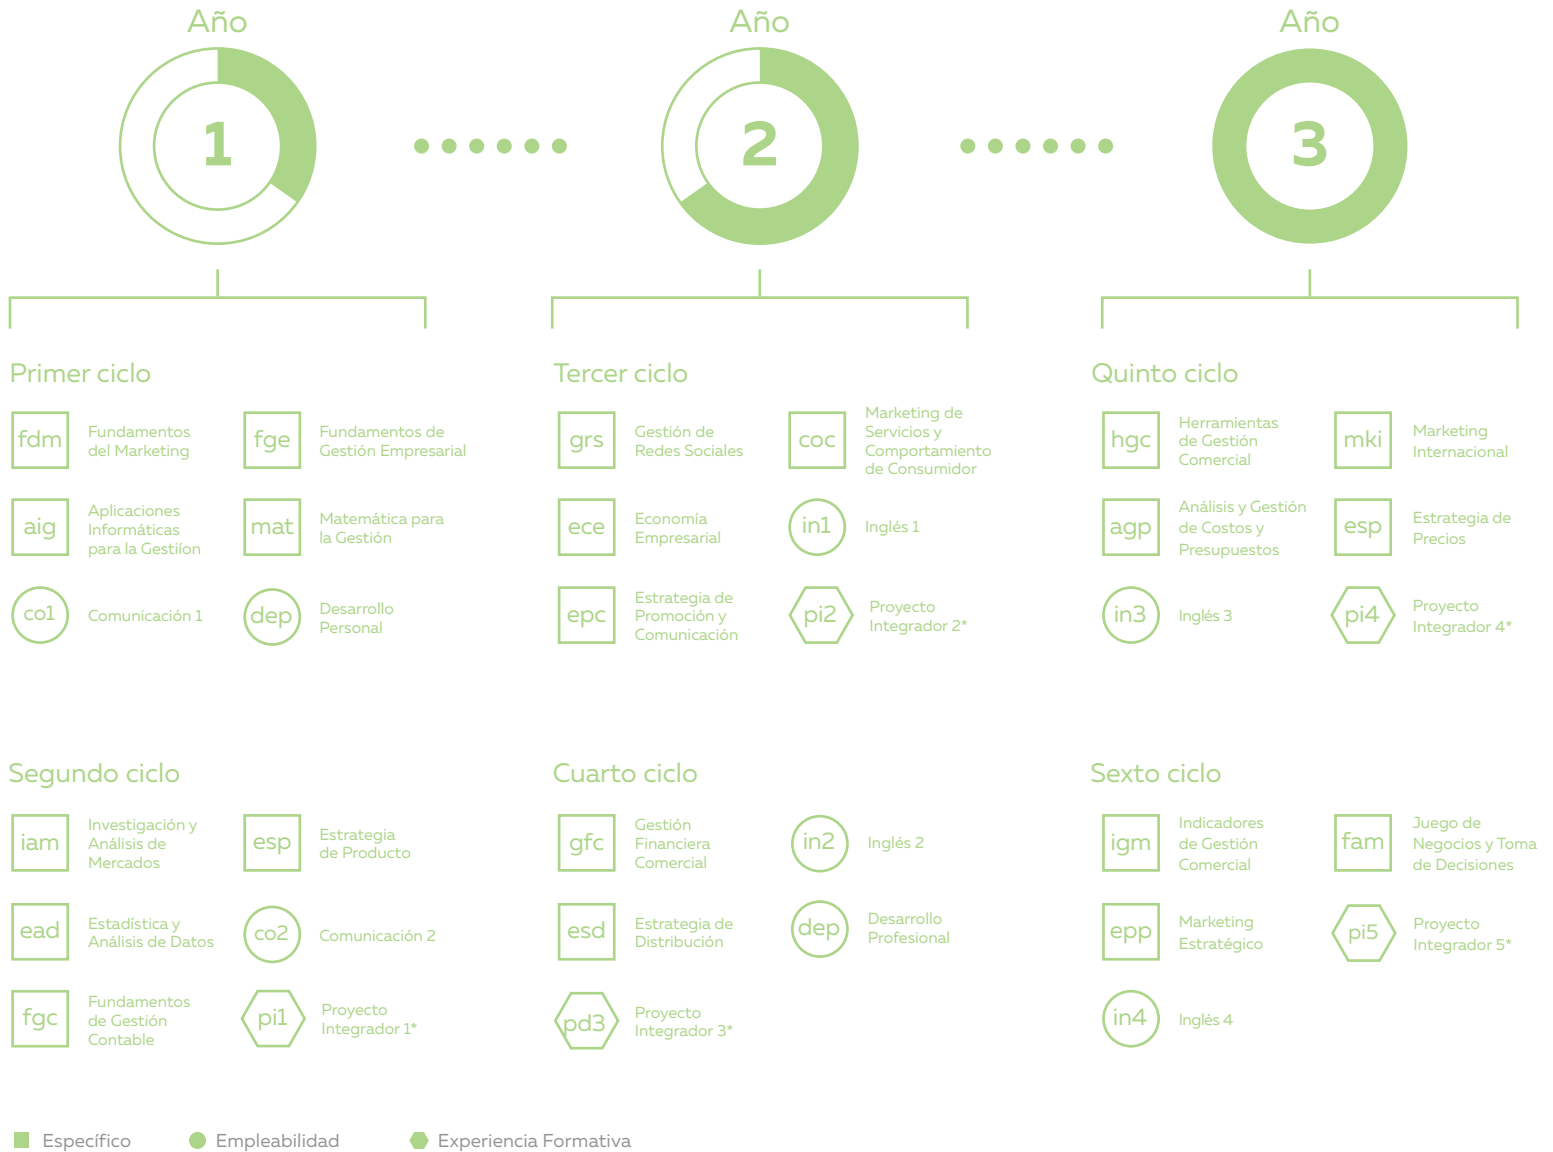 Año
1
Año
2
Año
3
Primer ciclo
fdm
Fundamentos
del Marketing
fge
Fundamentos de
Gestión Empresarial
aig
Aplicaciones
Informáticas
para la Gestiíon
mat
Matemática para
la Gestión
co1
Comunicación 1
dep
Desarrollo
Personal
Segundo ciclo
iam
Investigación y
Análisis de
Mercados
esp
Estrategia
de Producto
ead
Estadística y
Análisis de Datos
co2
Comunicación 2
fgc
Fundamentos
de Gestión
Contable
pi1
Proyecto
Integrador 1*
Tercer ciclo
grs
Gestión de
Redes Sociales
coc
Marketing de
Servicios y
Comportamiento
de Consumidor
ece
Economía
Empresarial
in1
Inglés 1
epc
Estrategia de
Promoción y
Comunicación
pi2
Proyecto
Integrador 2*
Cuarto ciclo
gfc
Gestión
Financiera
Comercial
in2
Inglés 2
esd
Estrategia de
Distribución
dep
Desarrollo
Profesional
pd3
Proyecto
Integrador 3*
Quinto ciclo
hgc
Herramientas
de Gestión
Comercial
mki
Marketing
Internacional
agp
Análisis y Gestión
de Costos y
Presupuestos
esp
Estrategia de
Precios
in3
Inglés 3
pi4
Proyecto
Integrador 4*
Sexto ciclo
igm
Indicadores
de Gestión
Comercial
fam
Juego de
Negocios y Toma
de Decisiones
epp
Marketing
Estratégico
pi5
Proyecto
Integrador 5*
in4
Inglés 4
Específico
Empleabilidad
Experiencia Formativa